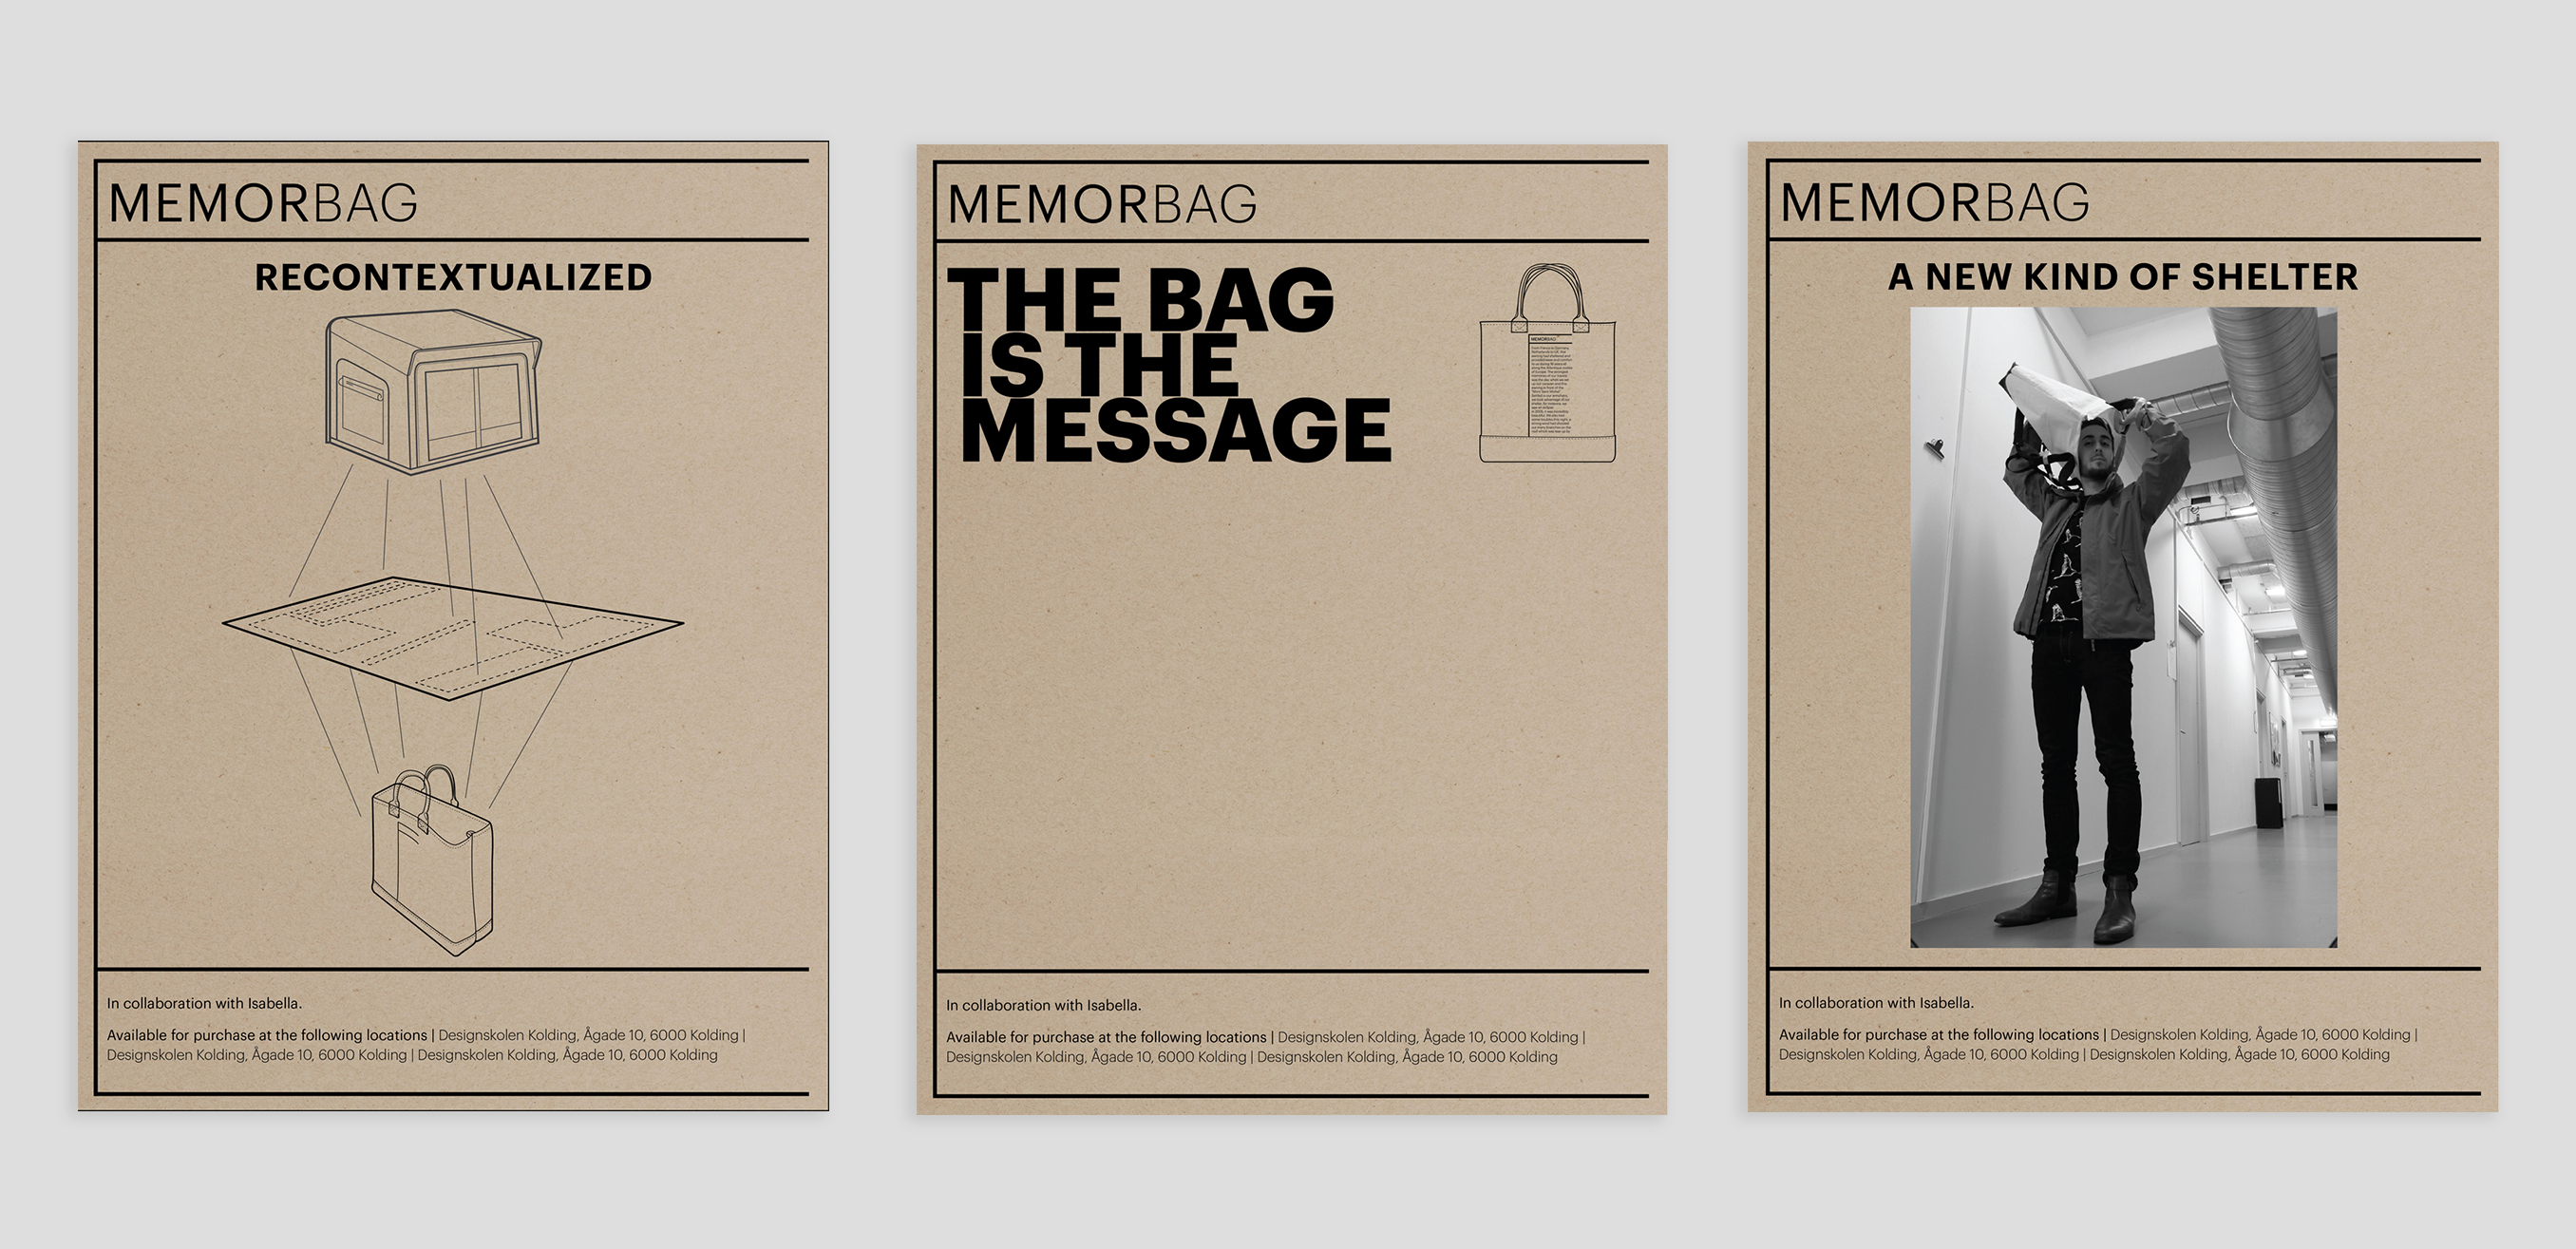 MEMORBAG
RECONTEXTUALIZED
In collaboration with Isabella.
Available for purchase at the following locations | Designskolen Kolding, Ågade 10, 6000 Kolding |
Designskolen Kolding, Ågade 10, 6000 Kolding | Designskolen Kolding, Ågade 10, 6000 Kolding
MEMORBAG
THE BAG
IS THE
MESSAGE
MEMORBAG
In collaboration with Isabella.
Available for purchase at the following locations | Designskolen Kolding, Ågade 10, 6000 Kolding |
Designskolen Kolding, Ågade 10, 6000 Kolding | Designskolen Kolding, Ågade 10, 6000 Kolding
MEMORBAG
A NEW KIND OF SHELTER
In collaboration with Isabella.
Available for purchase at the following locations | Designskolen Kolding, Ågade 10, 6000 Kolding |
Designskolen Kolding, Ågade 10, 6000 Kolding | Designskolen Kolding, Ågade 10, 6000 Kolding